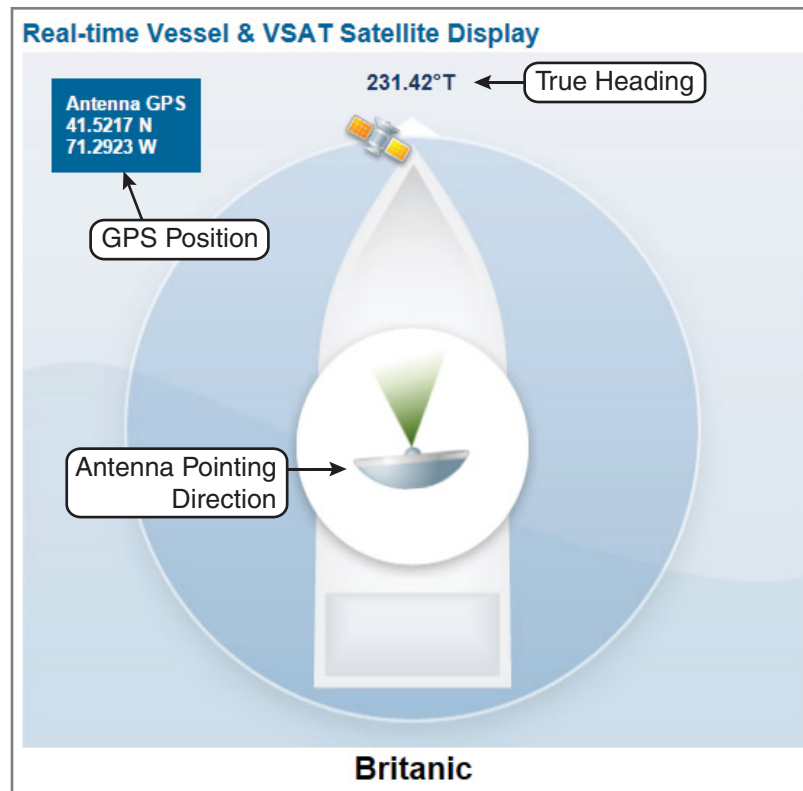 Real-time Vessel & VSAT Satellite Display
231.42°T
True Heading
Antenna GPS
41.5217 N
71.2923 W
GPS Position
Antenna Pointing
Direction
Britanic